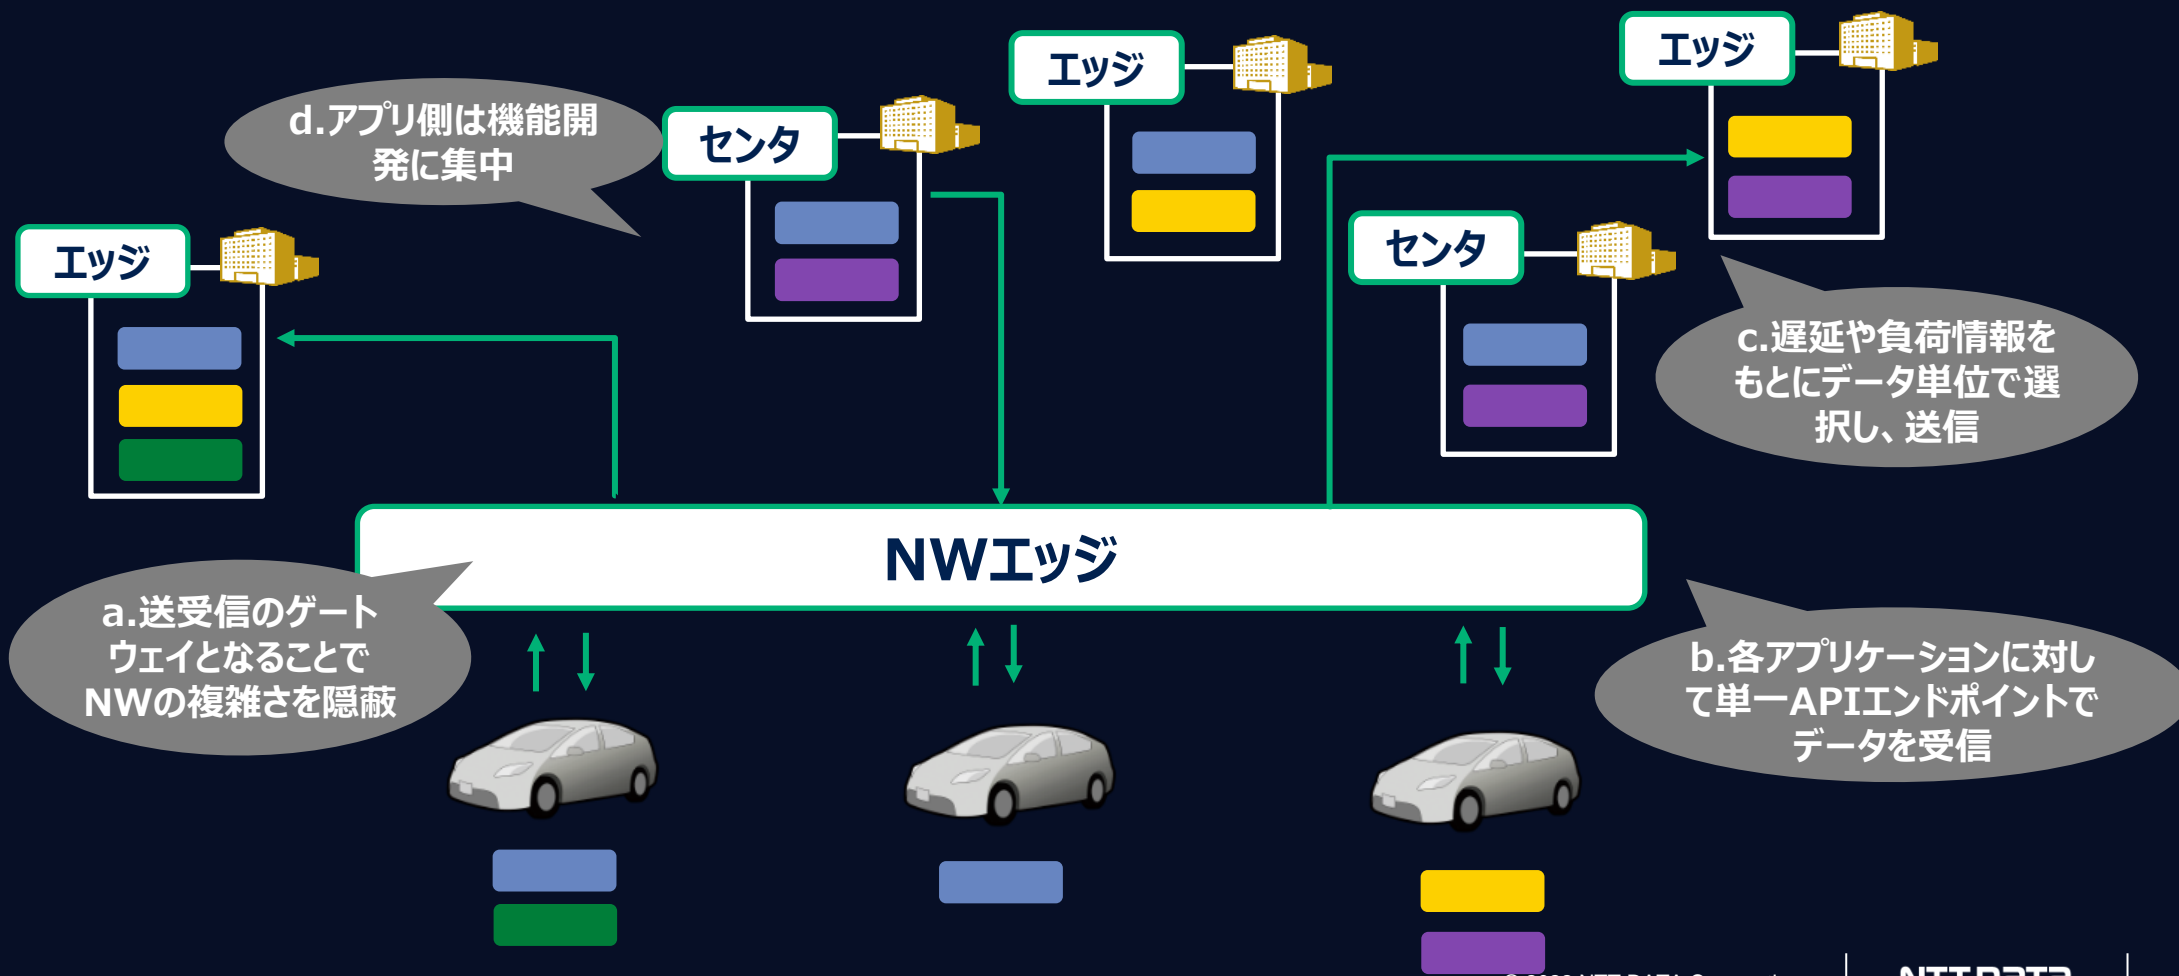 エッジ
エッジ
d.アプリ側は機能開
発に集中
センタ
エッジ
センタ
c.遅延や負荷情報を
もとにデータ単位で選
択し、送信
NWエッジ
a.送受信のゲート
ウェイとなることで
NWの複雑さを隠蔽
b.各アプリケーションに対し
て単一APIエンドポイントで
データを受信
NTT DATA